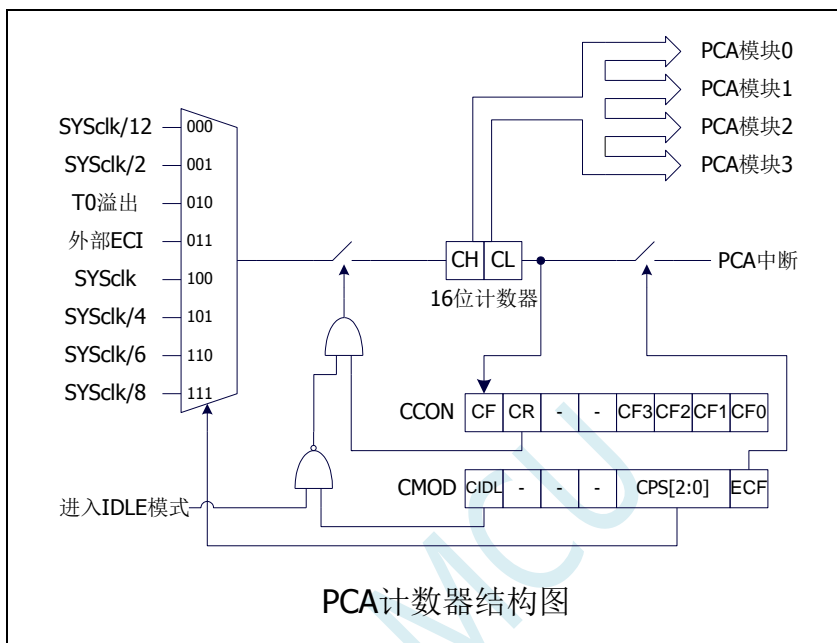 PCA模块0
PCA模块1
PCA模块2
PCA模块3
SYSclk/12
000
SYSclk/2
001
T0溢出
010
外部ECI
011
SYSclk
100
SYSclk/4
101
SYSclk/6
110
SYSclk/8
111
CH
CL
16位计数器
PCA中断
CCON
CF
CR
-
-
CF3
CF2
CF1
CF0
CMOD
CIDL
-
-
-
CPS[2:0]
ECF
进入IDLE模式
MCU
PCA计数器结构图